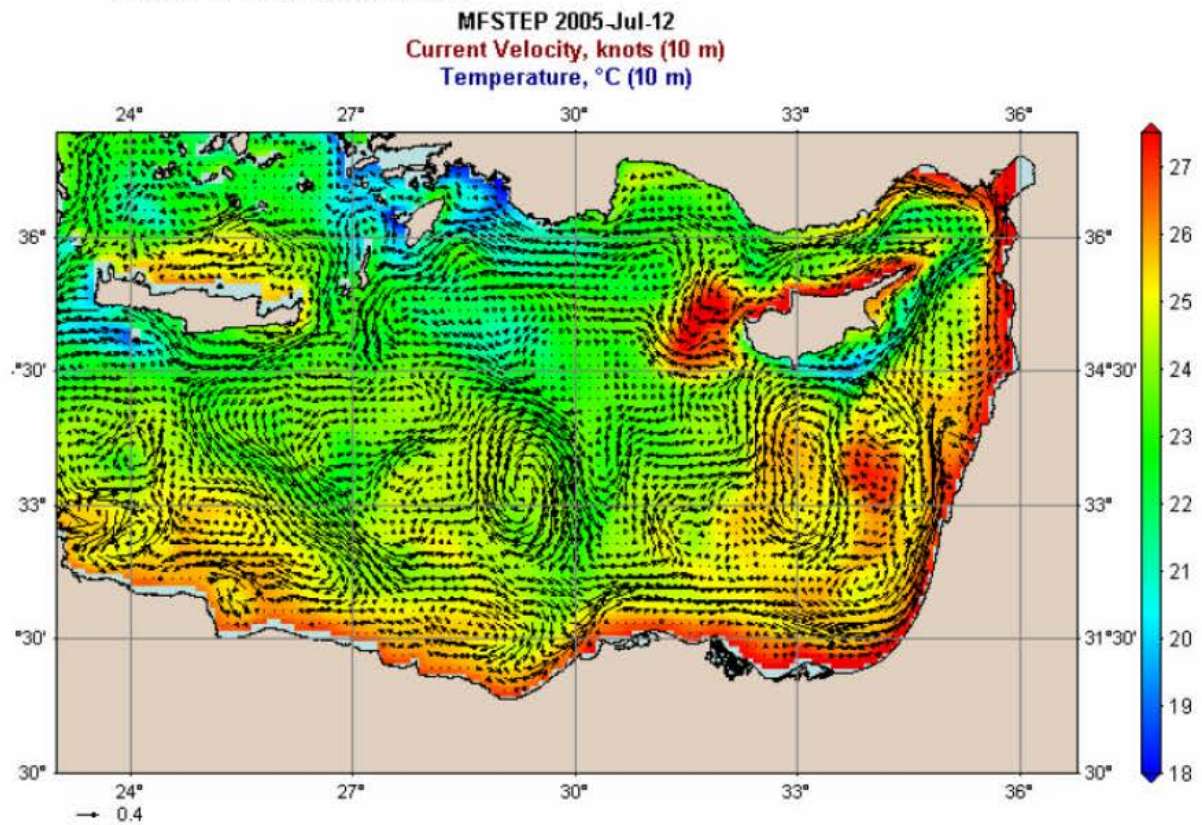 MFSTEP 2005-Jul-12
Current Velocity, knots (10 m)
Temperature, °C (10 m)
24° 27° 30° 33° 36°
27
26
36° 36°
25
24
°30' 34°30'
23
33° 33°
22
21
°30' 31°30'
20
19
30° 30° 18
24° 27° 30° 33° 36°
0.4